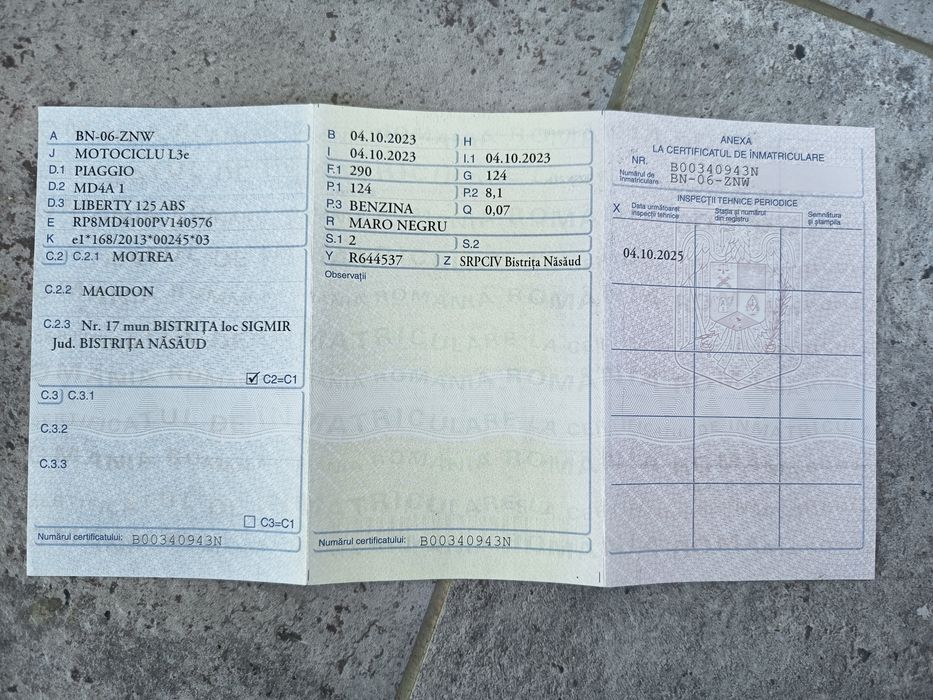 A BN-06-ZNW
J MOTOCICLU L3e
D.1 PIAGGIO
D.2 MD4A 1
D.3 LIBERTY 125 ABS
E RP8MD4100PV140576
K e1*168/2013*00245*03
C.2 C.2.1 MOTREA
C.2.2 MACIDON
C.2.3 Nr. 17 mun BISTRIȚA loc SIGMIR
Jud. BISTRIȚA NĂSĂUD
C2=C1
C.3 C.3.1
C.3.2
C.3.3
C3=C1
Numărul certificatului: B00340943N
B 04.10.2023 H
I 04.10.2023 I.1 04.10.2023
F.1 290 G 124
P.1 124 P.2 8,1
P.3 BENZINA Q 0,07
R MARO NEGRU
S.1 2 S.2
Y R644537 Z SRPCIV Bistrița Năsăud
Observații
Numărul certificatului: B00340943N
ANEXA
LA CERTIFICATUL DE ÎNMATRICULARE
NR. B00340943N
Numărul de înmatriculare BN-06-ZNW
INSPECȚII TEHNICE PERIODICE
X Data următoarei inspecții tehnice
Stația și numărul din registru
Semnătura și ștampila
04.10.2025